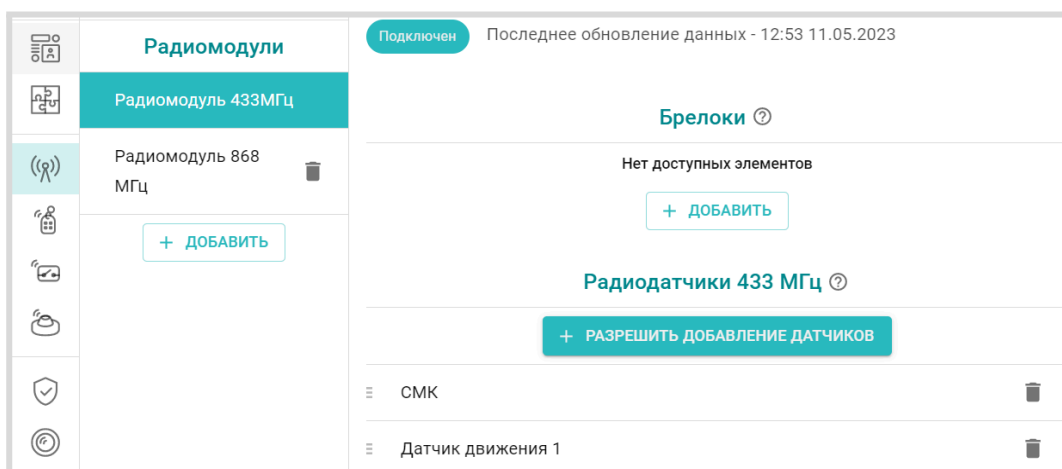 Радиомодули
Радиомодуль 433МГц
Радиомодуль 868
МГц
+ ДОБАВИТЬ
Подключен
Последнее обновление данных - 12:53 11.05.2023
Брелоки ?
Нет доступных элементов
+ ДОБАВИТЬ
Радиодатчики 433 МГц ?
+ РАЗРЕШИТЬ ДОБАВЛЕНИЕ ДАТЧИКОВ
СМК
Датчик движения 1